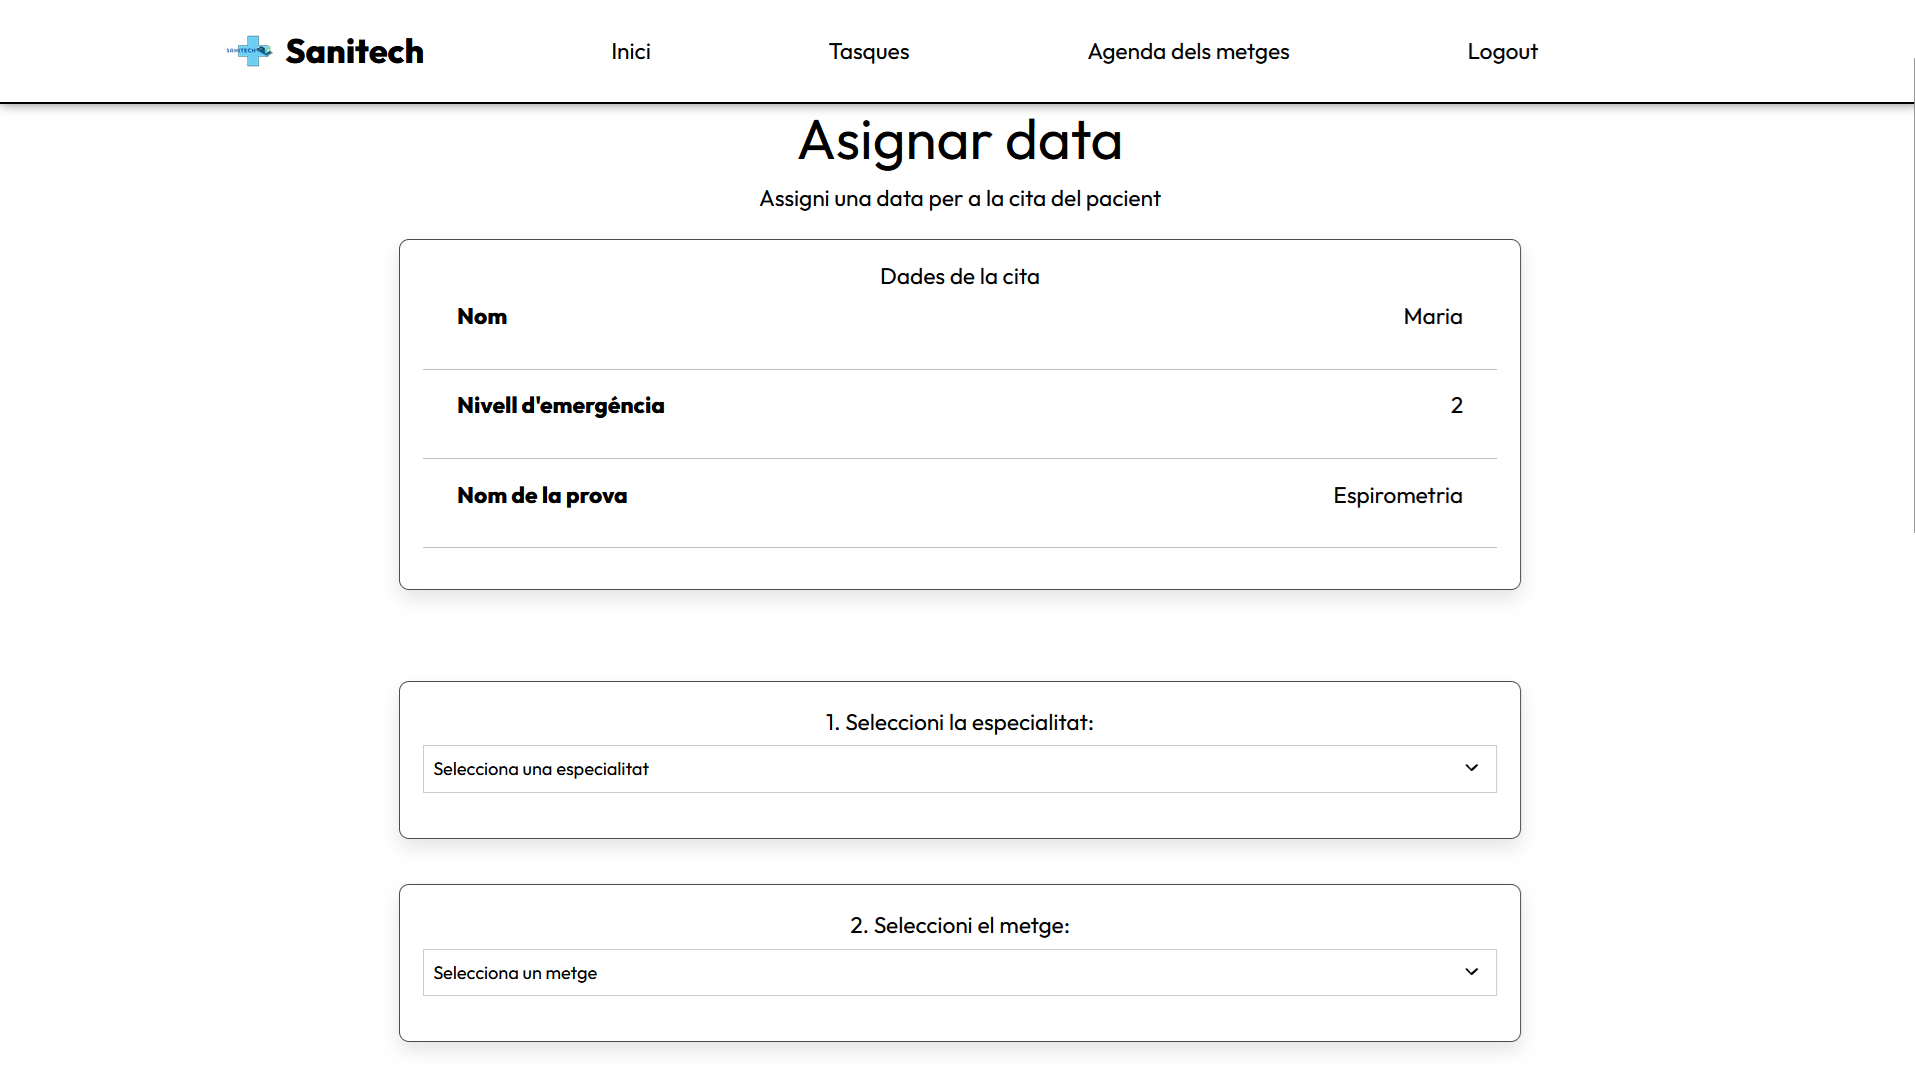 SANITECH Sanitech Inici Tasques Agenda dels metges Logout
Asignar data
Assigni una data per a la cita del pacient
Dades de la cita
Nom Maria
Nivell d'emergéncia 2
Nom de la prova Espirometria
1. Seleccioni la especialitat:
Selecciona una especialitat
2. Seleccioni el metge:
Selecciona un metge